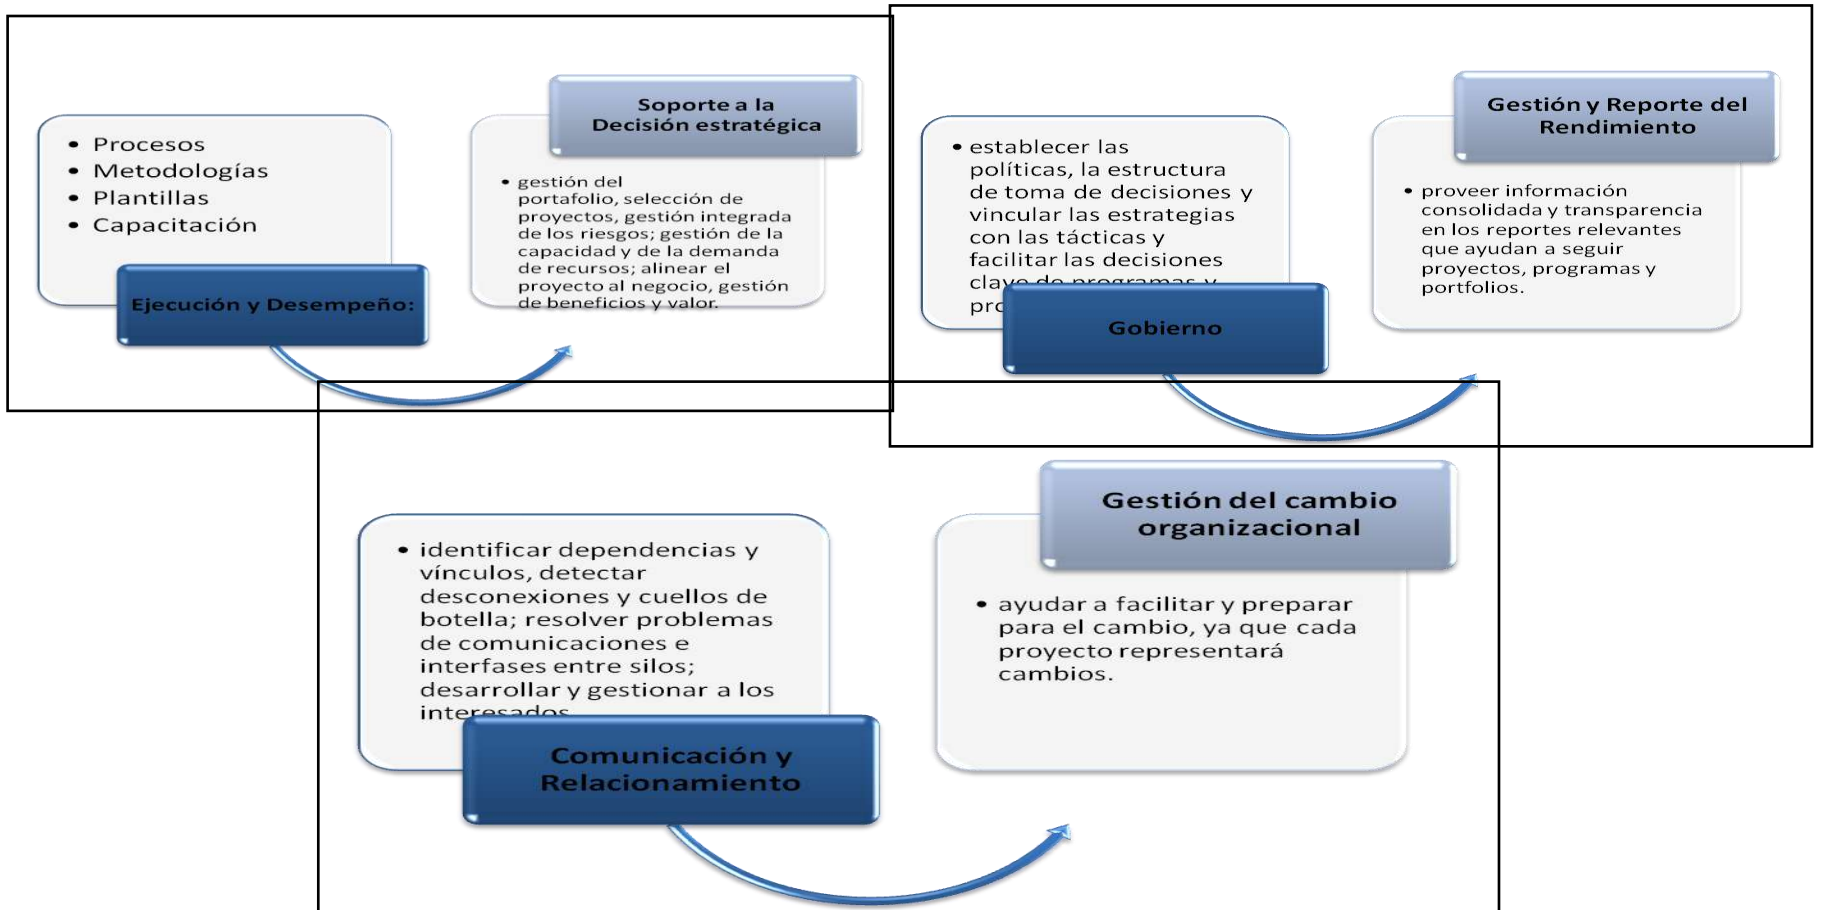 • Procesos
• Metodologías
• Plantillas
• Capacitación
Ejecución y Desempeño:
Soporte a la
Decisión estratégica
• gestión del
portafolio, selección de
proyectos, gestión integrada
de los riesgos; gestión de la
capacidad y de la demanda
de recursos; alinear el
proyecto al negocio, gestión
de beneficios y valor.
• establecer las
políticas, la estructura
de toma de decisiones y
vincular las estrategias
con las tácticas y
facilitar las decisiones
clave de programas y
Gobierno
Gestión y Reporte del
Rendimiento
• proveer información
consolidada y transparencia
en los reportes relevantes
que ayudan a seguir
proyectos, programas y
portfolios.
• identificar dependencias y
vínculos, detectar
desconexiones y cuellos de
botella; resolver problemas
de comunicaciones e
interfases entre silos;
desarrollar y gestionar a los
interesados
Comunicación y
Relacionamiento
Gestión del cambio
organizacional
• ayudar a facilitar y preparar
para el cambio, ya que cada
proyecto representará
cambios.